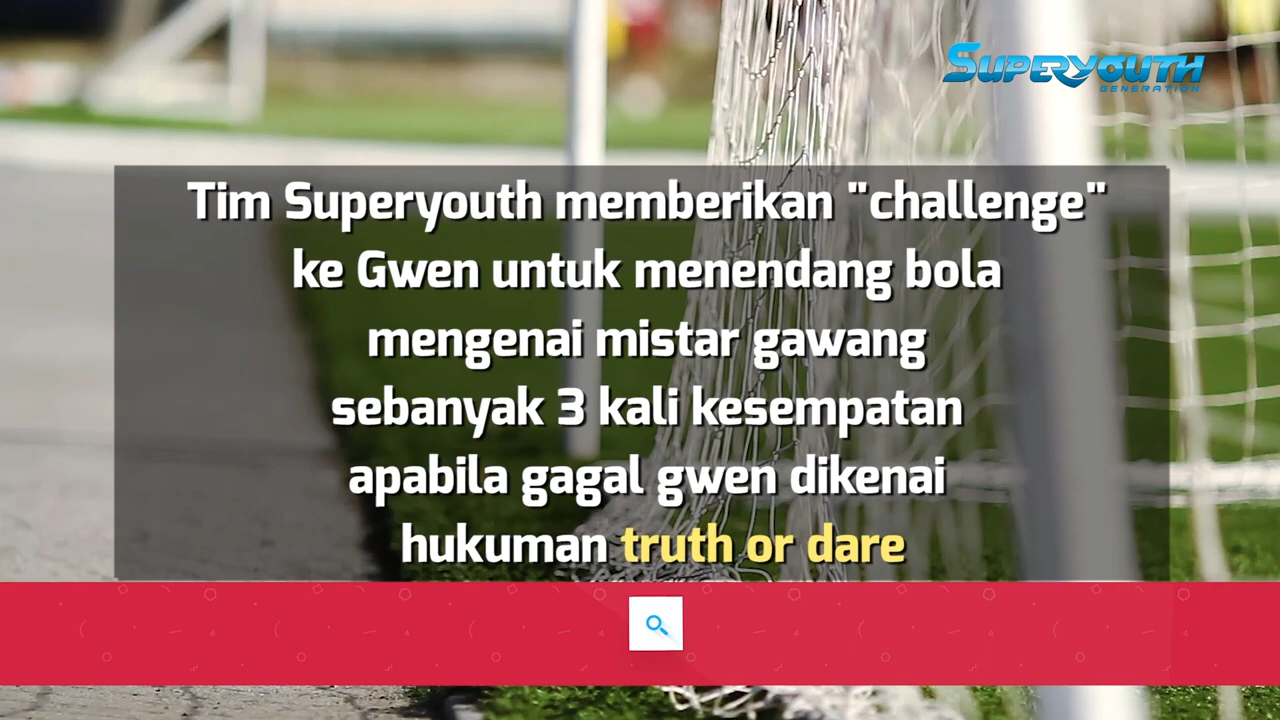 SUPERYOUTH
GENERATION
Tim Superyouth memberikan "challenge"
ke Gwen untuk menendang bola
mengenai mistar gawang
sebanyak 3 kali kesempatan
apabila gagal gwen dikenai
hukuman truth or dare